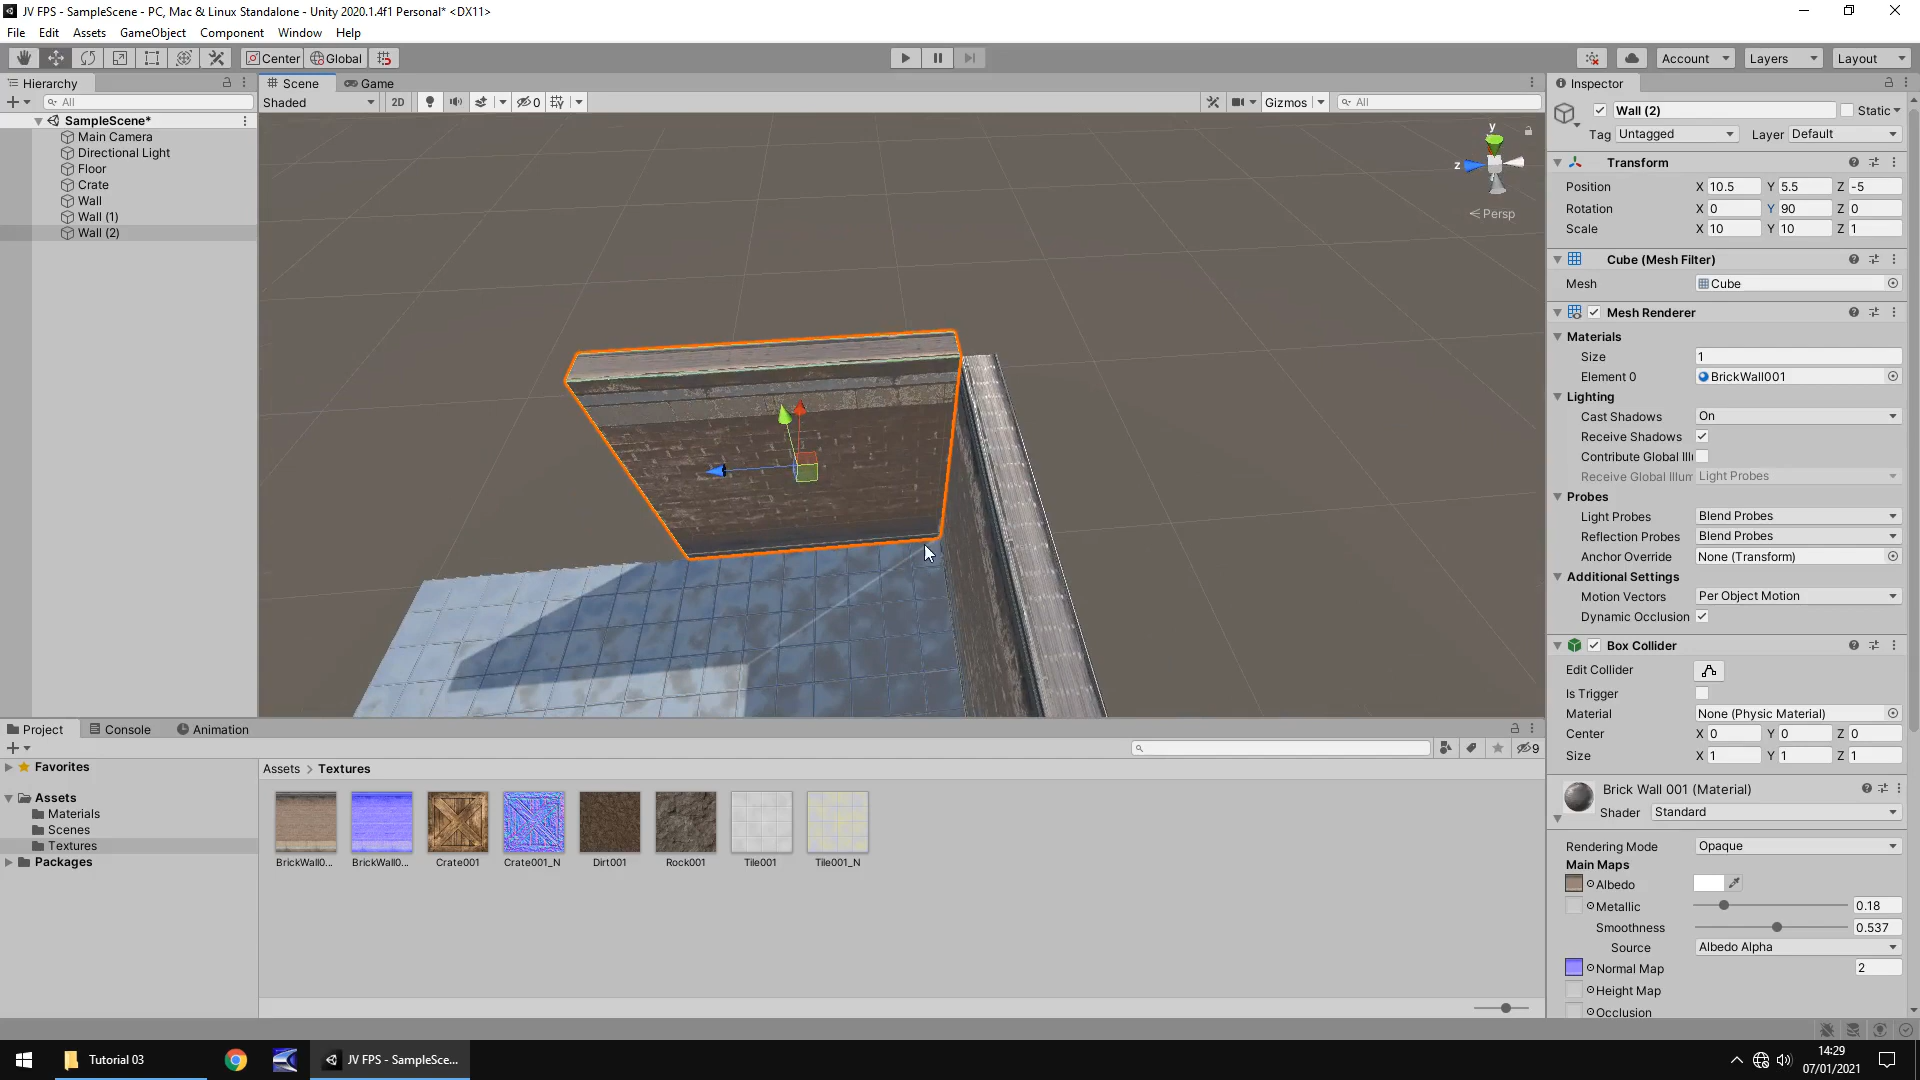 JV FPS - SampleScene - PC, Mac & Linux Standalone - Unity 2020.1.4f1 Personal* <DX11>
File Edit Assets GameObject Component Window Help
Center Global Account Layers Layout
Hierarchy Scene Game Inspector
All Shaded 2D 0 Gizmos All
SampleScene*
Main Camera
Directional Light
Floor
Crate
Wall
Wall (1)
Wall (2)
y
z
Persp
Wall (2) Static
Tag Untagged Layer Default
Transform
Position X 10.5 Y 5.5 Z -5
Rotation X 0 Y 90 Z 0
Scale X 10 Y 10 Z 1
Cube (Mesh Filter)
Mesh Cube
Mesh Renderer
Materials
Size 1
Element 0 BrickWall001
Lighting
Cast Shadows On
Receive Shadows
Contribute Global Illu
Receive Global Illum Light Probes
Probes
Light Probes Blend Probes
Reflection Probes Blend Probes
Anchor Override None (Transform)
Additional Settings
Motion Vectors Per Object Motion
Dynamic Occlusion
Box Collider
Edit Collider
Is Trigger
Material None (Physic Material)
Center X 0 Y 0 Z 0
Size X 1 Y 1 Z 1
Brick Wall 001 (Material)
Shader Standard
Rendering Mode Opaque
Main Maps
Albedo
Metallic 0.18
Smoothness 0.537
Source Albedo Alpha
Normal Map 2
Height Map
Occlusion
Project Console Animation
9
Favorites
Assets
Materials
Scenes
Textures
Packages
Assets > Textures
BrickWall0... BrickWall0... Crate001 Crate001_N Dirt001 Rock001 Tile001 Tile001_N
Tutorial 03 JV FPS - SampleSce...
14:29
07/01/2021